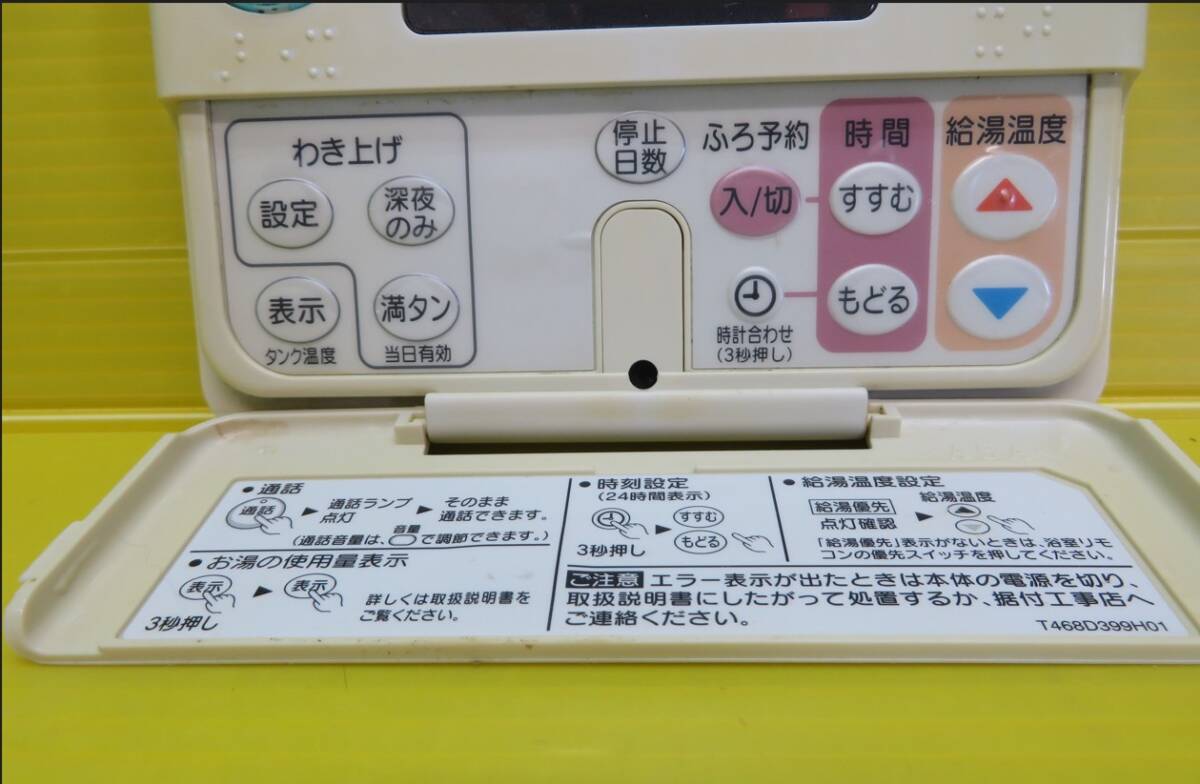 わき上げ
設定
深夜
のみ
表示
タンク温度
満タン
当日有効
停止
日数
ふろ予約
入/切
時計合わせ
(3秒押し)
時間
すすむ
もどる
給湯温度
●通話
通話
▶通話ランプ
点灯
▶そのまま
通話できます。
(通話音量は、音量で調節できます。)
●お湯の使用量表示
表示▶表示
3秒押し
詳しくは取扱説明書を
ご覧ください。
●時刻設定
(24時間表示)
すすむ
もどる
3秒押し
●給湯温度設定
給湯優先
点灯確認
給湯温度
「給湯優先」表示がないときは、浴室リモ
コンの優先スイッチを押してください。
ご注意 エラー表示が出たときは本体の電源を切り、
取扱説明書にしたがって処置するか、据付工事店へ
ご連絡ください。
T468D399H01